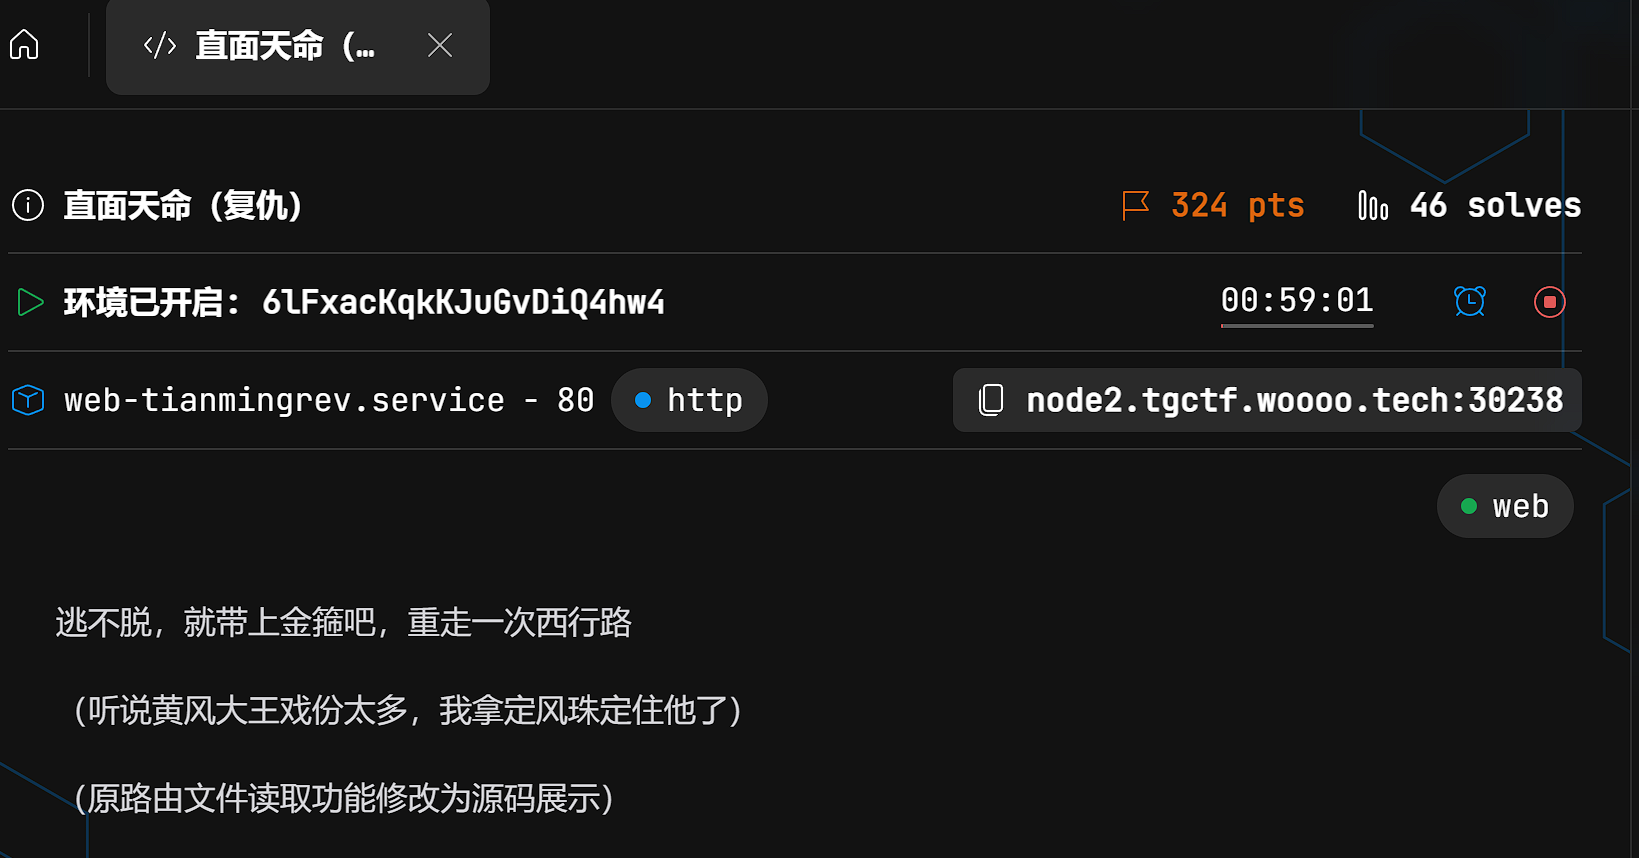 </> 直面天命（...
直面天命（复仇）
324 pts
46 solves
环境已开启：6lFxacKqkKJuGvDiQ4hw4
00:59:01
web-tianmingrev.service - 80
http
node2.tgctf.woooo.tech:30238
web
逃不脱，就带上金箍吧，重走一次西行路
（听说黄风大王戏份太多，我拿定风珠定住他了）
（原路由文件读取功能修改为源码展示）